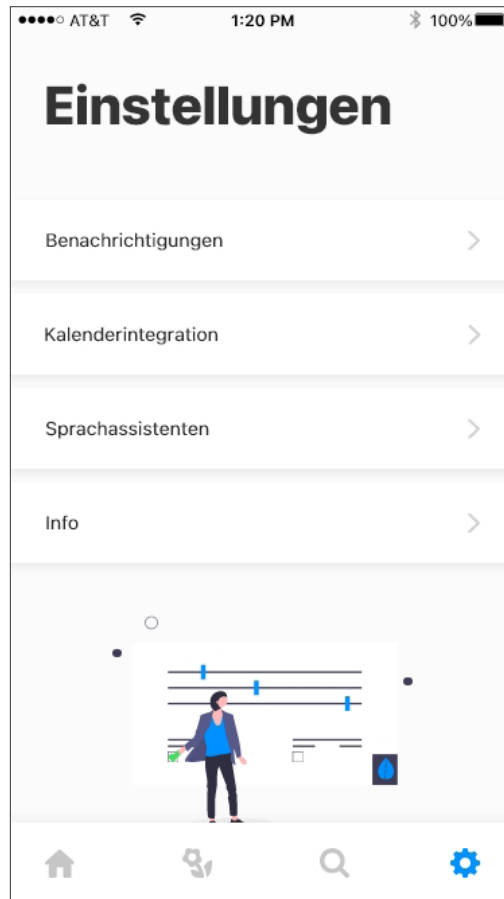 AT&T 1:20 PM 100%
Einstellungen
Benachrichtigungen
Kalenderintegration
Sprachassistenten
Info